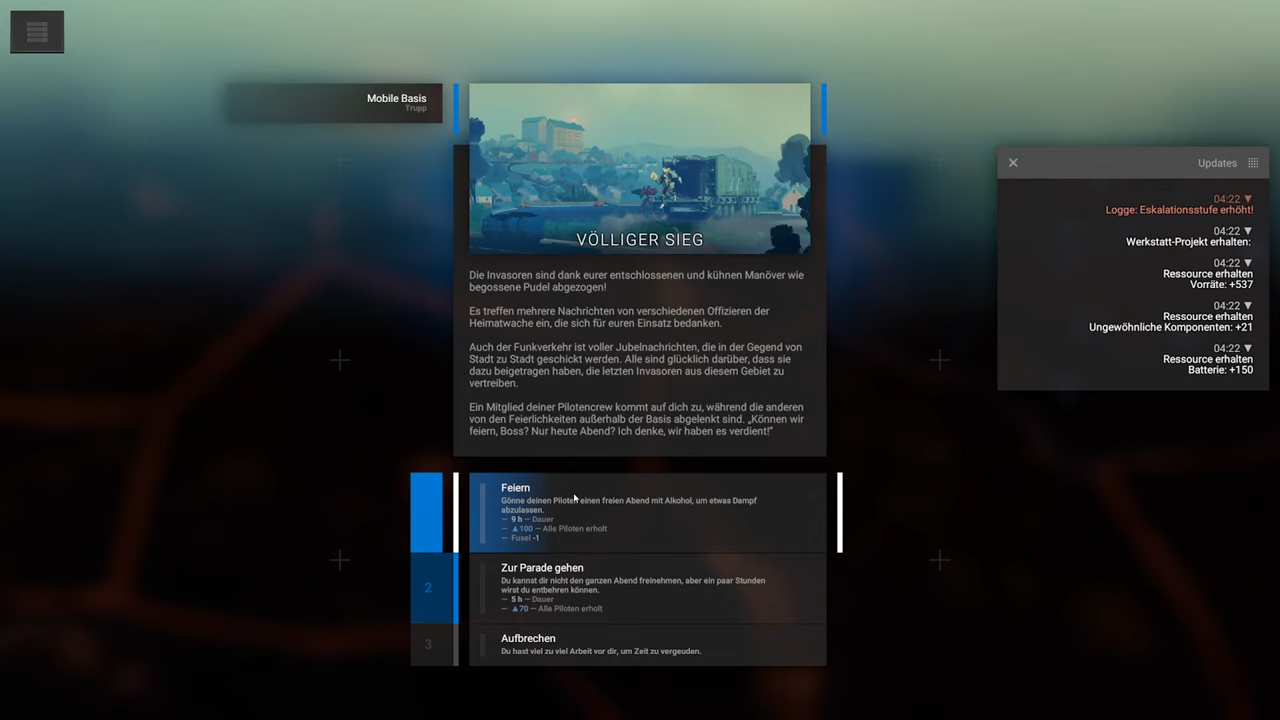 Mobile Basis
Trupp
VÖLLIGER SIEG
Die Invasoren sind dank eurer entschlossenen und kühnen Manöver wie
begossene Pudel abgezogen!
Es treffen mehrere Nachrichten von verschiedenen Offizieren der
Heimatwache ein, die sich für euren Einsatz bedanken.
Auch der Funkverkehr ist voller Jubelnachrichten, die in der Gegend von
Stadt zu Stadt geschickt werden. Alle sind glücklich darüber, dass sie
dazu beigetragen haben, die letzten Invasoren aus diesem Gebiet zu
vertreiben.
Ein Mitglied deiner Pilotencrew kommt auf dich zu, während die anderen
von den Feierlichkeiten außerhalb der Basis abgelenkt sind. „Können wir
feiern, Boss? Nur heute Abend? Ich denke, wir haben es verdient!"
Feiern
Gönne deinen Piloten einen freien Abend mit Alkohol, um etwas Dampf
abzulassen.
— 9 h — Dauer
— ▲100 — Alle Piloten erholt
— Fusel -1
2
Zur Parade gehen
Du kannst dir nicht den ganzen Abend freinehmen, aber ein paar Stunden
wirst du entbehren können.
— 5 h — Dauer
— ▲70 — Alle Piloten erholt
3
Aufbrechen
Du hast viel zu viel Arbeit vor dir, um Zeit zu vergeuden.
Updates
04:22 ▼
Logge: Eskalationsstufe erhöht!
04:22 ▼
Werkstatt-Projekt erhalten:
04:22 ▼
Ressource erhalten
Vorräte: +537
04:22 ▼
Ressource erhalten
Ungewöhnliche Komponenten: +21
04:22 ▼
Ressource erhalten
Batterie: +150